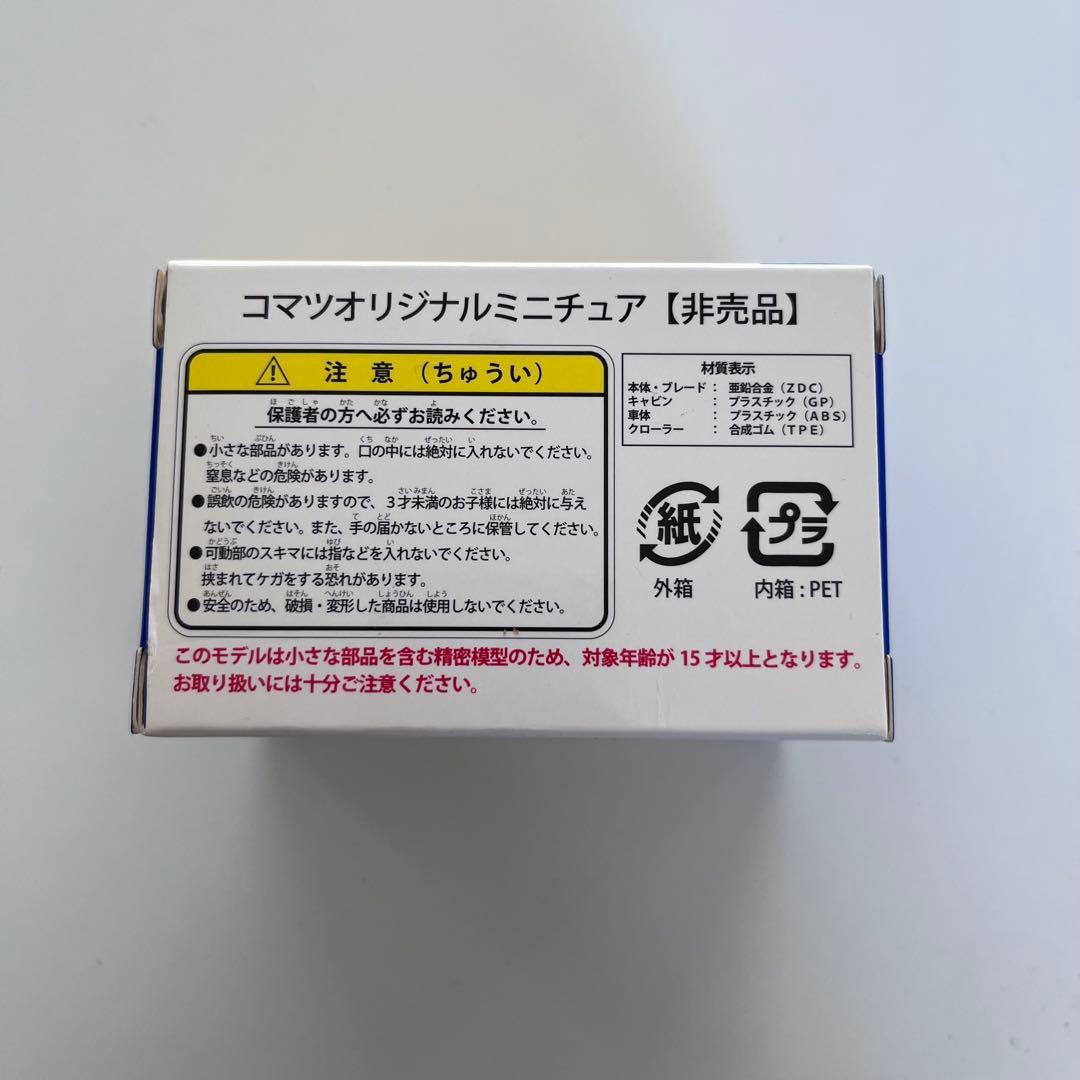 コマツオリジナルミニチュア【非売品】
注 意 （ちゅうい）
保護者の方へ必ずお読みください。
●小さな部品があります。口の中には絶対に入れないでください。
窒息などの危険があります。
●誤飲の危険がありますので、3才未満のお子様には絶対に与え
ないでください。また、手の届かないところに保管してください。
●可動部のスキマには指などを入れないでください。
挟まれてケガをする恐れがあります。
●安全のため、破損・変形した商品は使用しないでください。
材質表示
本体・ブレード : 亜鉛合金（ZDC）
キャビン : プラスチック（GP）
車体 : プラスチック（ABS）
クローラー : 合成ゴム（TPE）
紙
外箱
プラ
内箱 : PET
このモデルは小さな部品を含む精密模型のため、対象年齢が 15 才以上となります。
お取り扱いには十分ご注意ください。